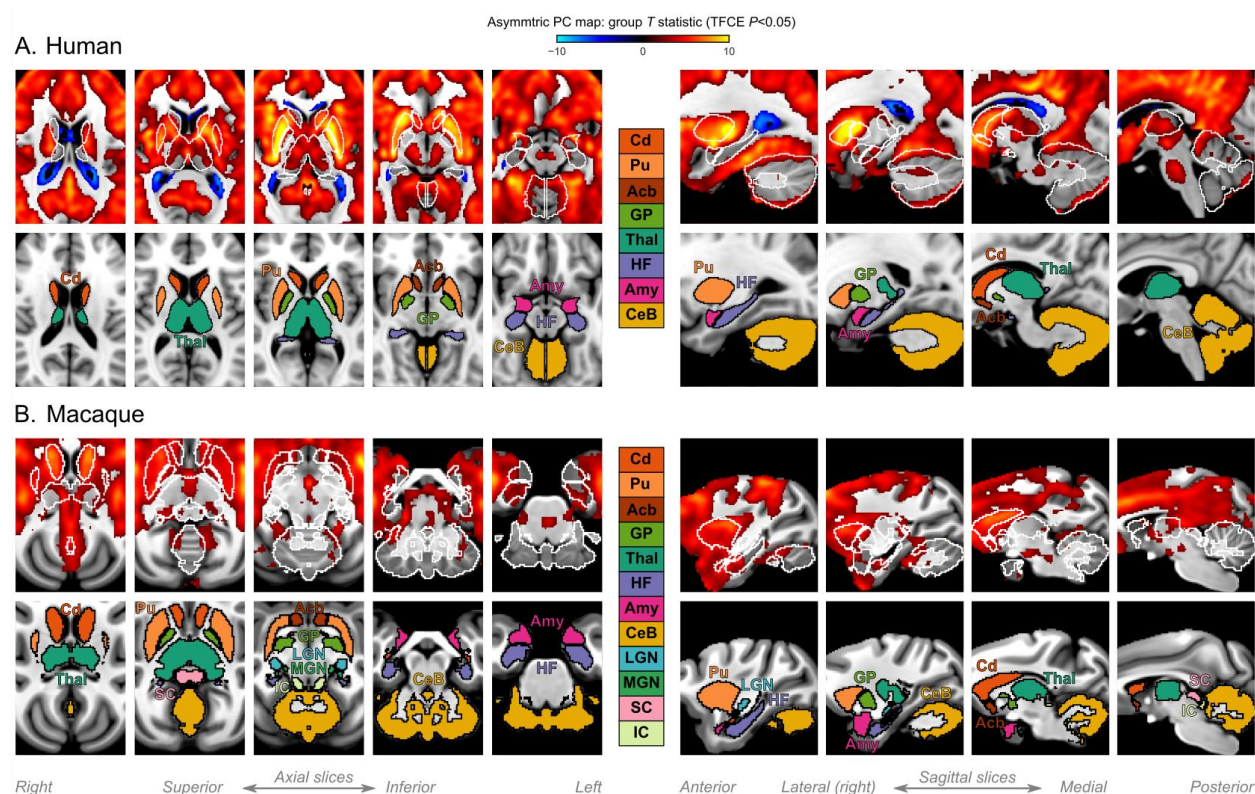 Asymmtric PC map: group T statistic (TFCE P<0.05)
−10 0 10
A. Human
Cd
Pu
Acb
GP
Thal
HF
Amy
CeB
Cd
Thal
Pu
Acb
GP
Amy
HF
CeB
Pu
HF
GP
Amy
Cd
Thal
Acb
CeB
B. Macaque
Cd
Pu
Acb
GP
Thal
HF
Amy
CeB
LGN
MGN
SC
IC
Cd
Thal
Pu
SC
Acb
GP
LGN
MGN
IC
CeB
Amy
HF
Pu
LGN
HF
GP
CeB
Amy
Cd
Thal
Acb
SC
IC
Right Superior Axial slices Inferior Left Anterior Lateral (right) Sagittal slices Medial Posterior